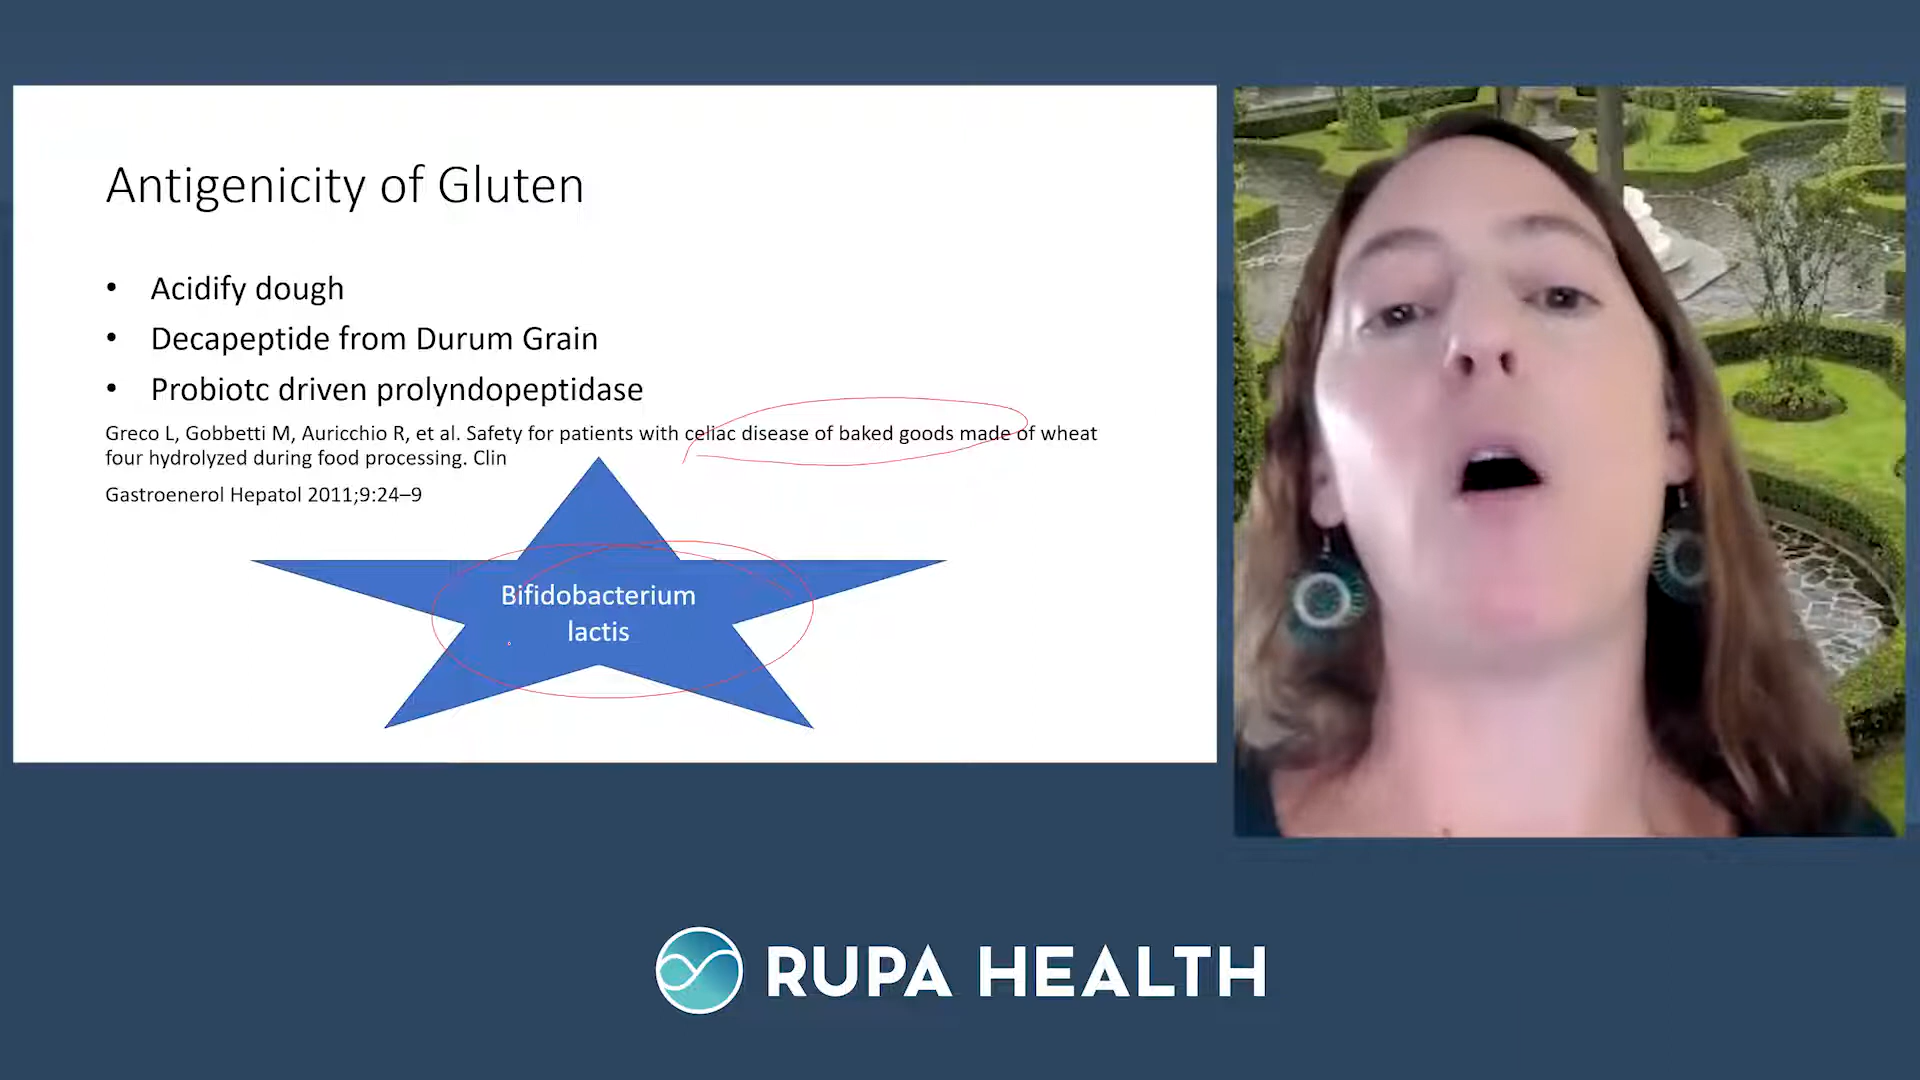 Antigenicity of Gluten
• Acidify dough
• Decapeptide from Durum Grain
• Probiotc driven prolyndopeptidase
Greco L, Gobbetti M, Auricchio R, et al. Safety for patients with celiac disease of baked goods made of wheat
four hydrolyzed during food processing. Clin
Gastroenerol Hepatol 2011;9:24–9
Bifidobacterium
lactis
RUPA HEALTH